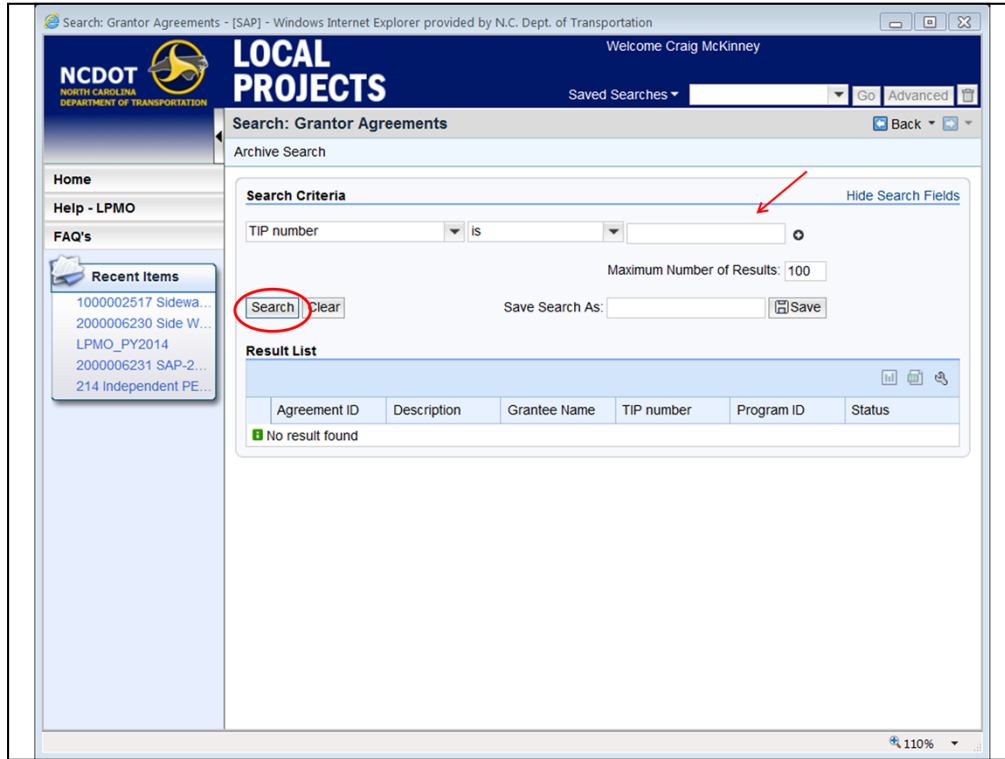 Search: Grantor Agreements - [SAP] - Windows Internet Explorer provided by N.C. Dept. of Transportation
NCDOT
NORTH CAROLINA
DEPARTMENT OF TRANSPORTATION
LOCAL
PROJECTS
Welcome Craig McKinney
Saved Searches Go Advanced
Search: Grantor Agreements Back
Archive Search
Home
Help - LPMO
FAQ's
Recent Items
1000002517 Sidewa...
2000006230 Side W...
LPMO_PY2014
2000006231 SAP-2...
214 Independent PE...
Search Criteria Hide Search Fields
TIP number is
Maximum Number of Results: 100
Search Clear Save Search As: Save
Result List
Agreement ID Description Grantee Name TIP number Program ID Status
No result found
110%